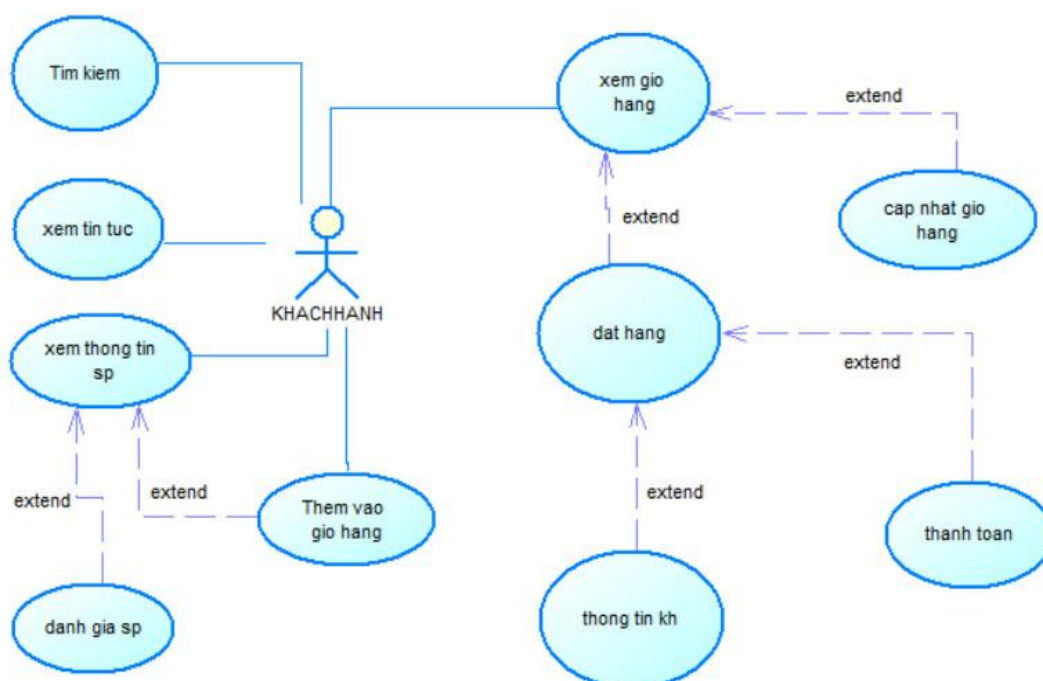 Tim kiem
xem gio
hang
extend
xem tin tuc
cap nhat gio
hang
extend
KHACHHANH
xem thong tin
sp
dat hang
extend
extend
extend
extend
Them vao
gio hang
thanh toan
danh gia sp
thong tin kh